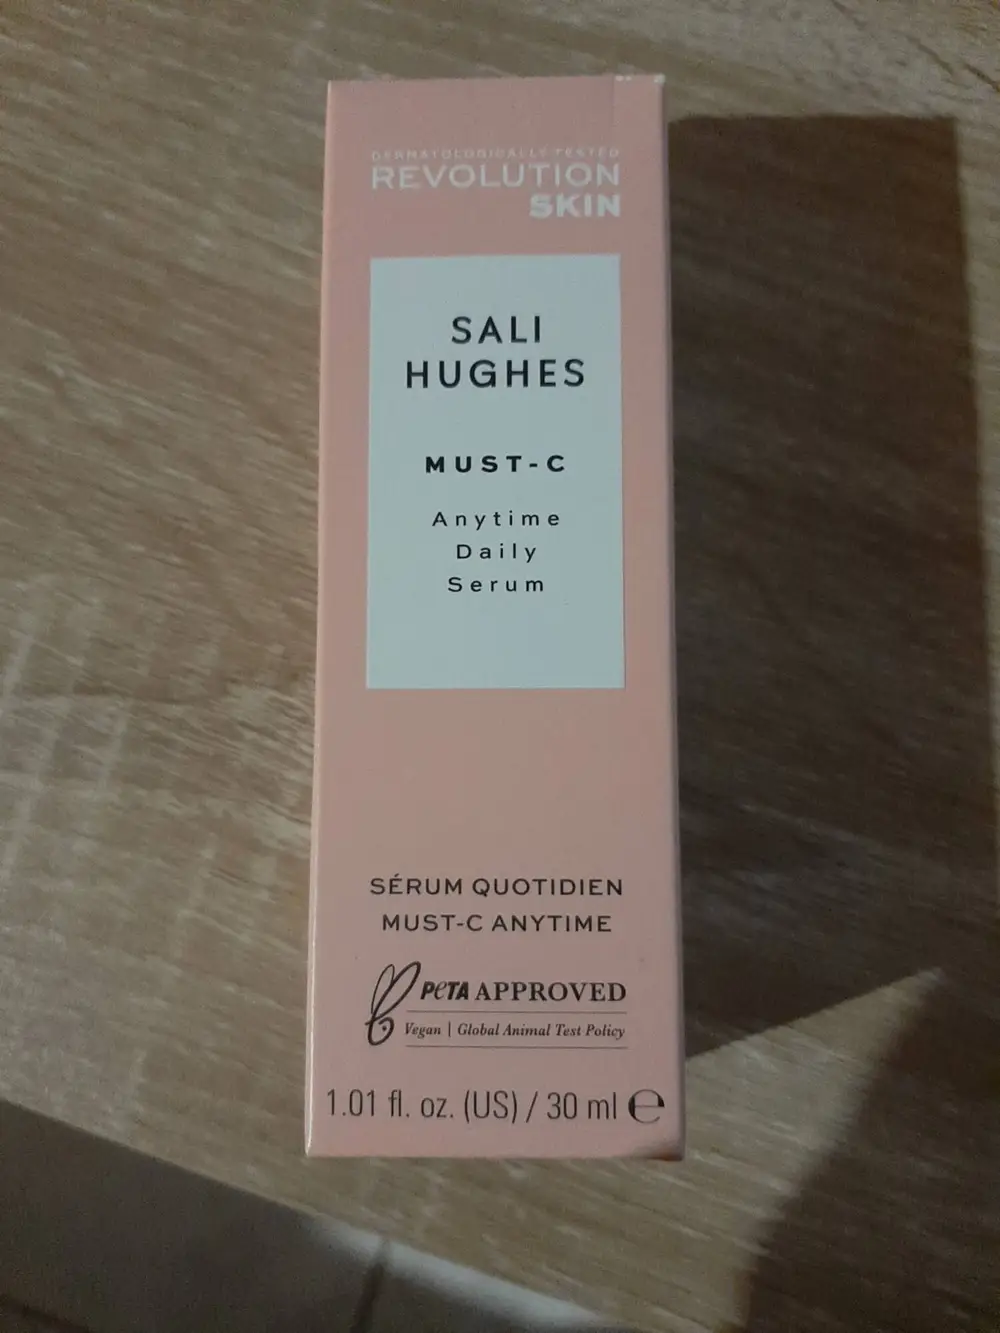 DERMATOLOGICALLY TESTED
REVOLUTION
SKIN
SALI
HUGHES
MUST-C
Anytime
Daily
Serum
SÉRUM QUOTIDIEN
MUST-C ANYTIME
PETA APPROVED
Vegan | Global Animal Test Policy
1.01 fl. oz. (US) / 30 ml ℮